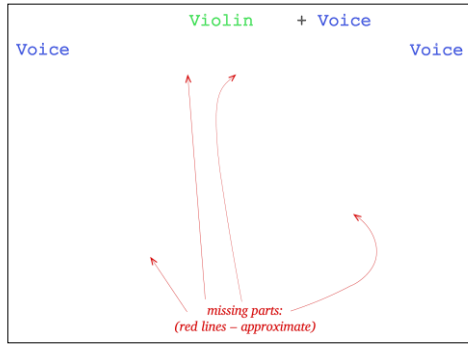 Violin + Voice
Voice Voice
missing parts:
(red lines – approximate)